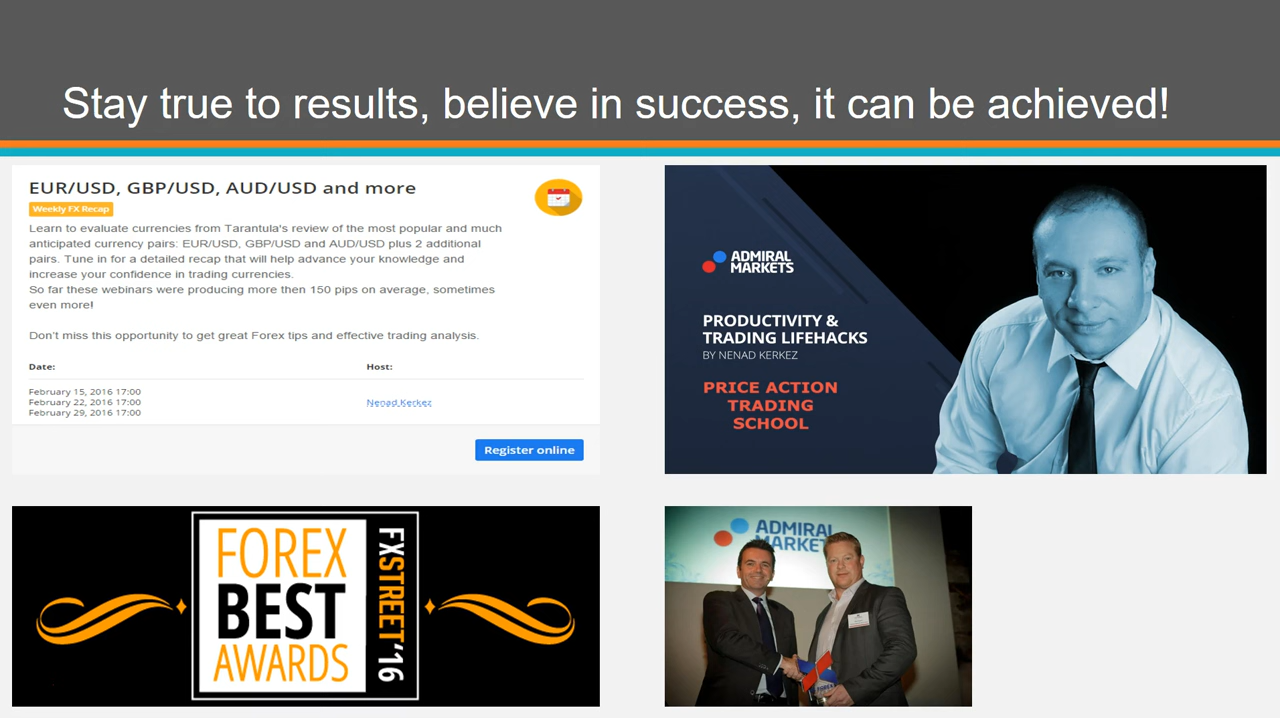 Stay true to results, believe in success, it can be achieved!
EUR/USD, GBP/USD, AUD/USD and more
Weekly FX Recap
Learn to evaluate currencies from Tarantula's review of the most popular and much
anticipated currency pairs: EUR/USD, GBP/USD and AUD/USD plus 2 additional
pairs. Tune in for a detailed recap that will help advance your knowledge and
increase your confidence in trading currencies.
So far these webinars were producing more then 150 pips on average, sometimes
even more!
Don't miss this opportunity to get great Forex tips and effective trading analysis.
Date:
Host:
February 15, 2016 17:00
February 22, 2016 17:00
Nenad Kerkez
February 29, 2016 17:00
Register online
ADMIRAL
MARKETS
PRODUCTIVITY &
TRADING LIFEHACKS
BY NENAD KERKEZ
PRICE ACTION
TRADING
SCHOOL
FOREX
BEST
AWARDS
FXSTREET'16
ADMIRAL
MARKET